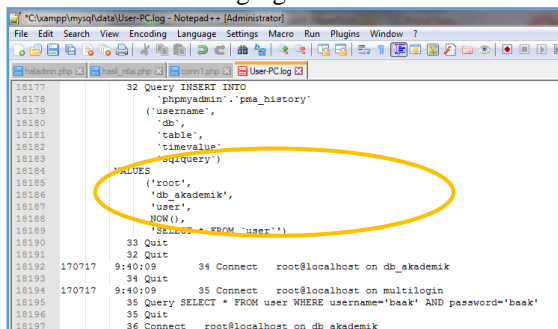 *C:\xampp\mysql\data\User-PC.log - Notepad++ [Administrator]
File Edit Search View Encoding Language Settings Macro Run Plugins Window ?
haladmin.php hasil_nilai.php conn1.php User-PC.log
18177 32 Query INSERT INTO
18178 `phpmyadmin`.`pma_history`
18179 (`username`,
18180 `db`,
18181 `table`,
18182 `timevalue`,
18183 `sqlquery`)
18184 VALUES
18185 ('root',
18186 'db_akademik',
18187 'user',
18188 NOW(),
18189 'SELECT * FROM `user`')
18190 33 Quit
18191 32 Quit
18192 170717 9:40:09 34 Connect root@localhost on db_akademik
18193 34 Quit
18194 170717 9:40:09 35 Connect root@localhost on multilogin
18195 35 Query SELECT * FROM user WHERE username='baak' AND password='baak'
18196 35 Quit
18197 36 Connect root@localhost on db akademik